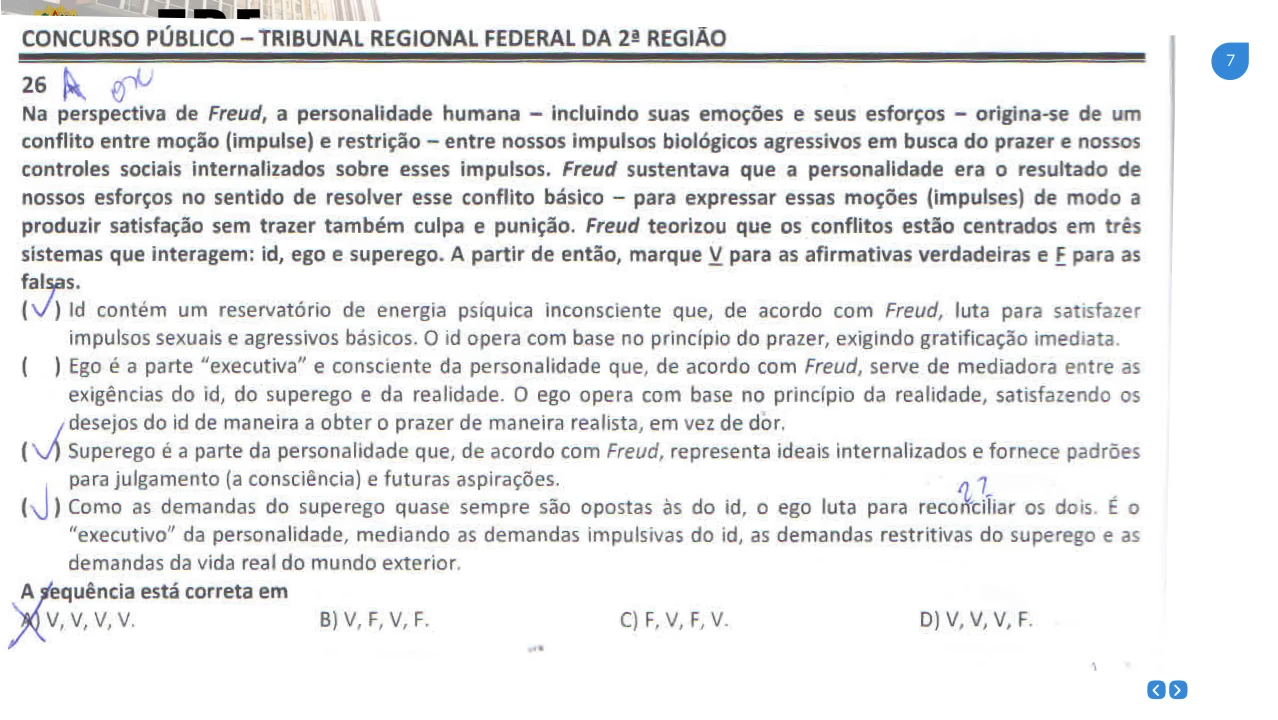 CONCURSO PÚBLICO – TRIBUNAL REGIONAL FEDERAL DA 2ª REGIÃO
7
26 A
Na perspectiva de Freud, a personalidade humana – incluindo suas emoções e seus esforços – origina-se de um
conflito entre moção (impulse) e restrição – entre nossos impulsos biológicos agressivos em busca do prazer e nossos
controles sociais internalizados sobre esses impulsos. Freud sustentava que a personalidade era o resultado de
nossos esforços no sentido de resolver esse conflito básico – para expressar essas moções (impulses) de modo a
produzir satisfação sem trazer também culpa e punição. Freud teorizou que os conflitos estão centrados em três
sistemas que interagem: id, ego e superego. A partir de então, marque V para as afirmativas verdadeiras e F para as
falsas.
(✓) Id contém um reservatório de energia psíquica inconsciente que, de acordo com Freud, luta para satisfazer
impulsos sexuais e agressivos básicos. O id opera com base no princípio do prazer, exigindo gratificação imediata.
( ) Ego é a parte “executiva” e consciente da personalidade que, de acordo com Freud, serve de mediadora entre as
exigências do id, do superego e da realidade. O ego opera com base no princípio da realidade, satisfazendo os
desejos do id de maneira a obter o prazer de maneira realista, em vez de dor.
(✓) Superego é a parte da personalidade que, de acordo com Freud, representa ideais internalizados e fornece padrões
para julgamento (a consciência) e futuras aspirações.
??
(✓) Como as demandas do superego quase sempre são opostas às do id, o ego luta para reconciliar os dois. É o
“executivo” da personalidade, mediando as demandas impulsivas do id, as demandas restritivas do superego e as
demandas da vida real do mundo exterior.
A sequência está correta em
A) V, V, V, V. B) V, F, V, F. C) F, V, F, V. D) V, V, V, F.